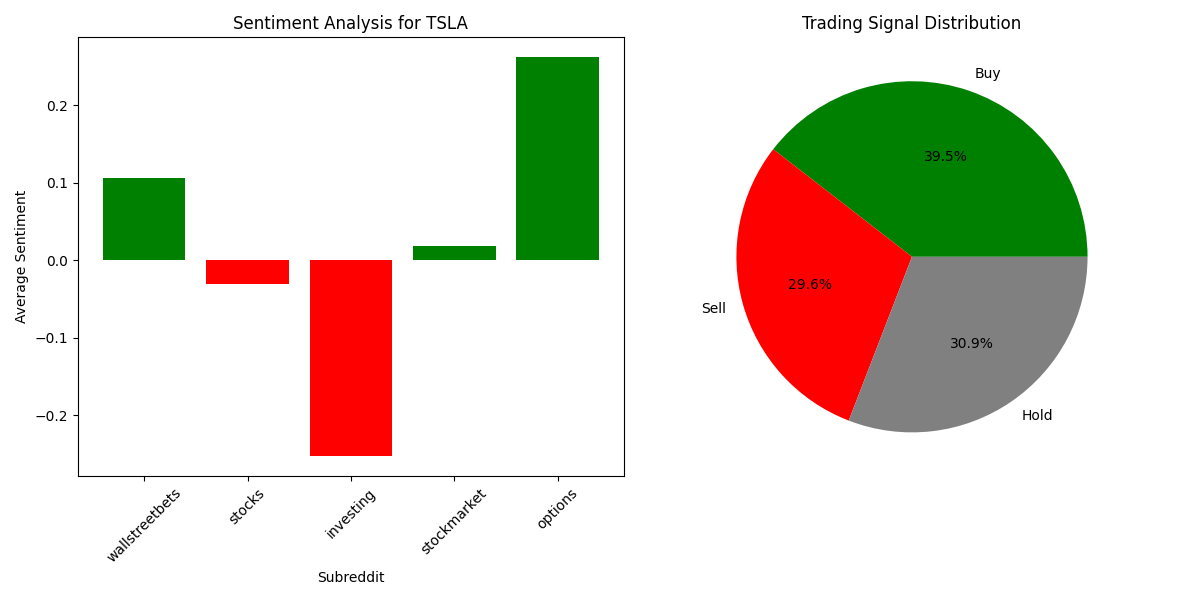 Sentiment Analysis for TSLA
Average Sentiment
0.2
0.1
0.0
−0.1
−0.2
wallstreetbets
stocks
investing
stockmarket
options
Subreddit
Trading Signal Distribution
Buy
39.5%
Sell
29.6%
Hold
30.9%